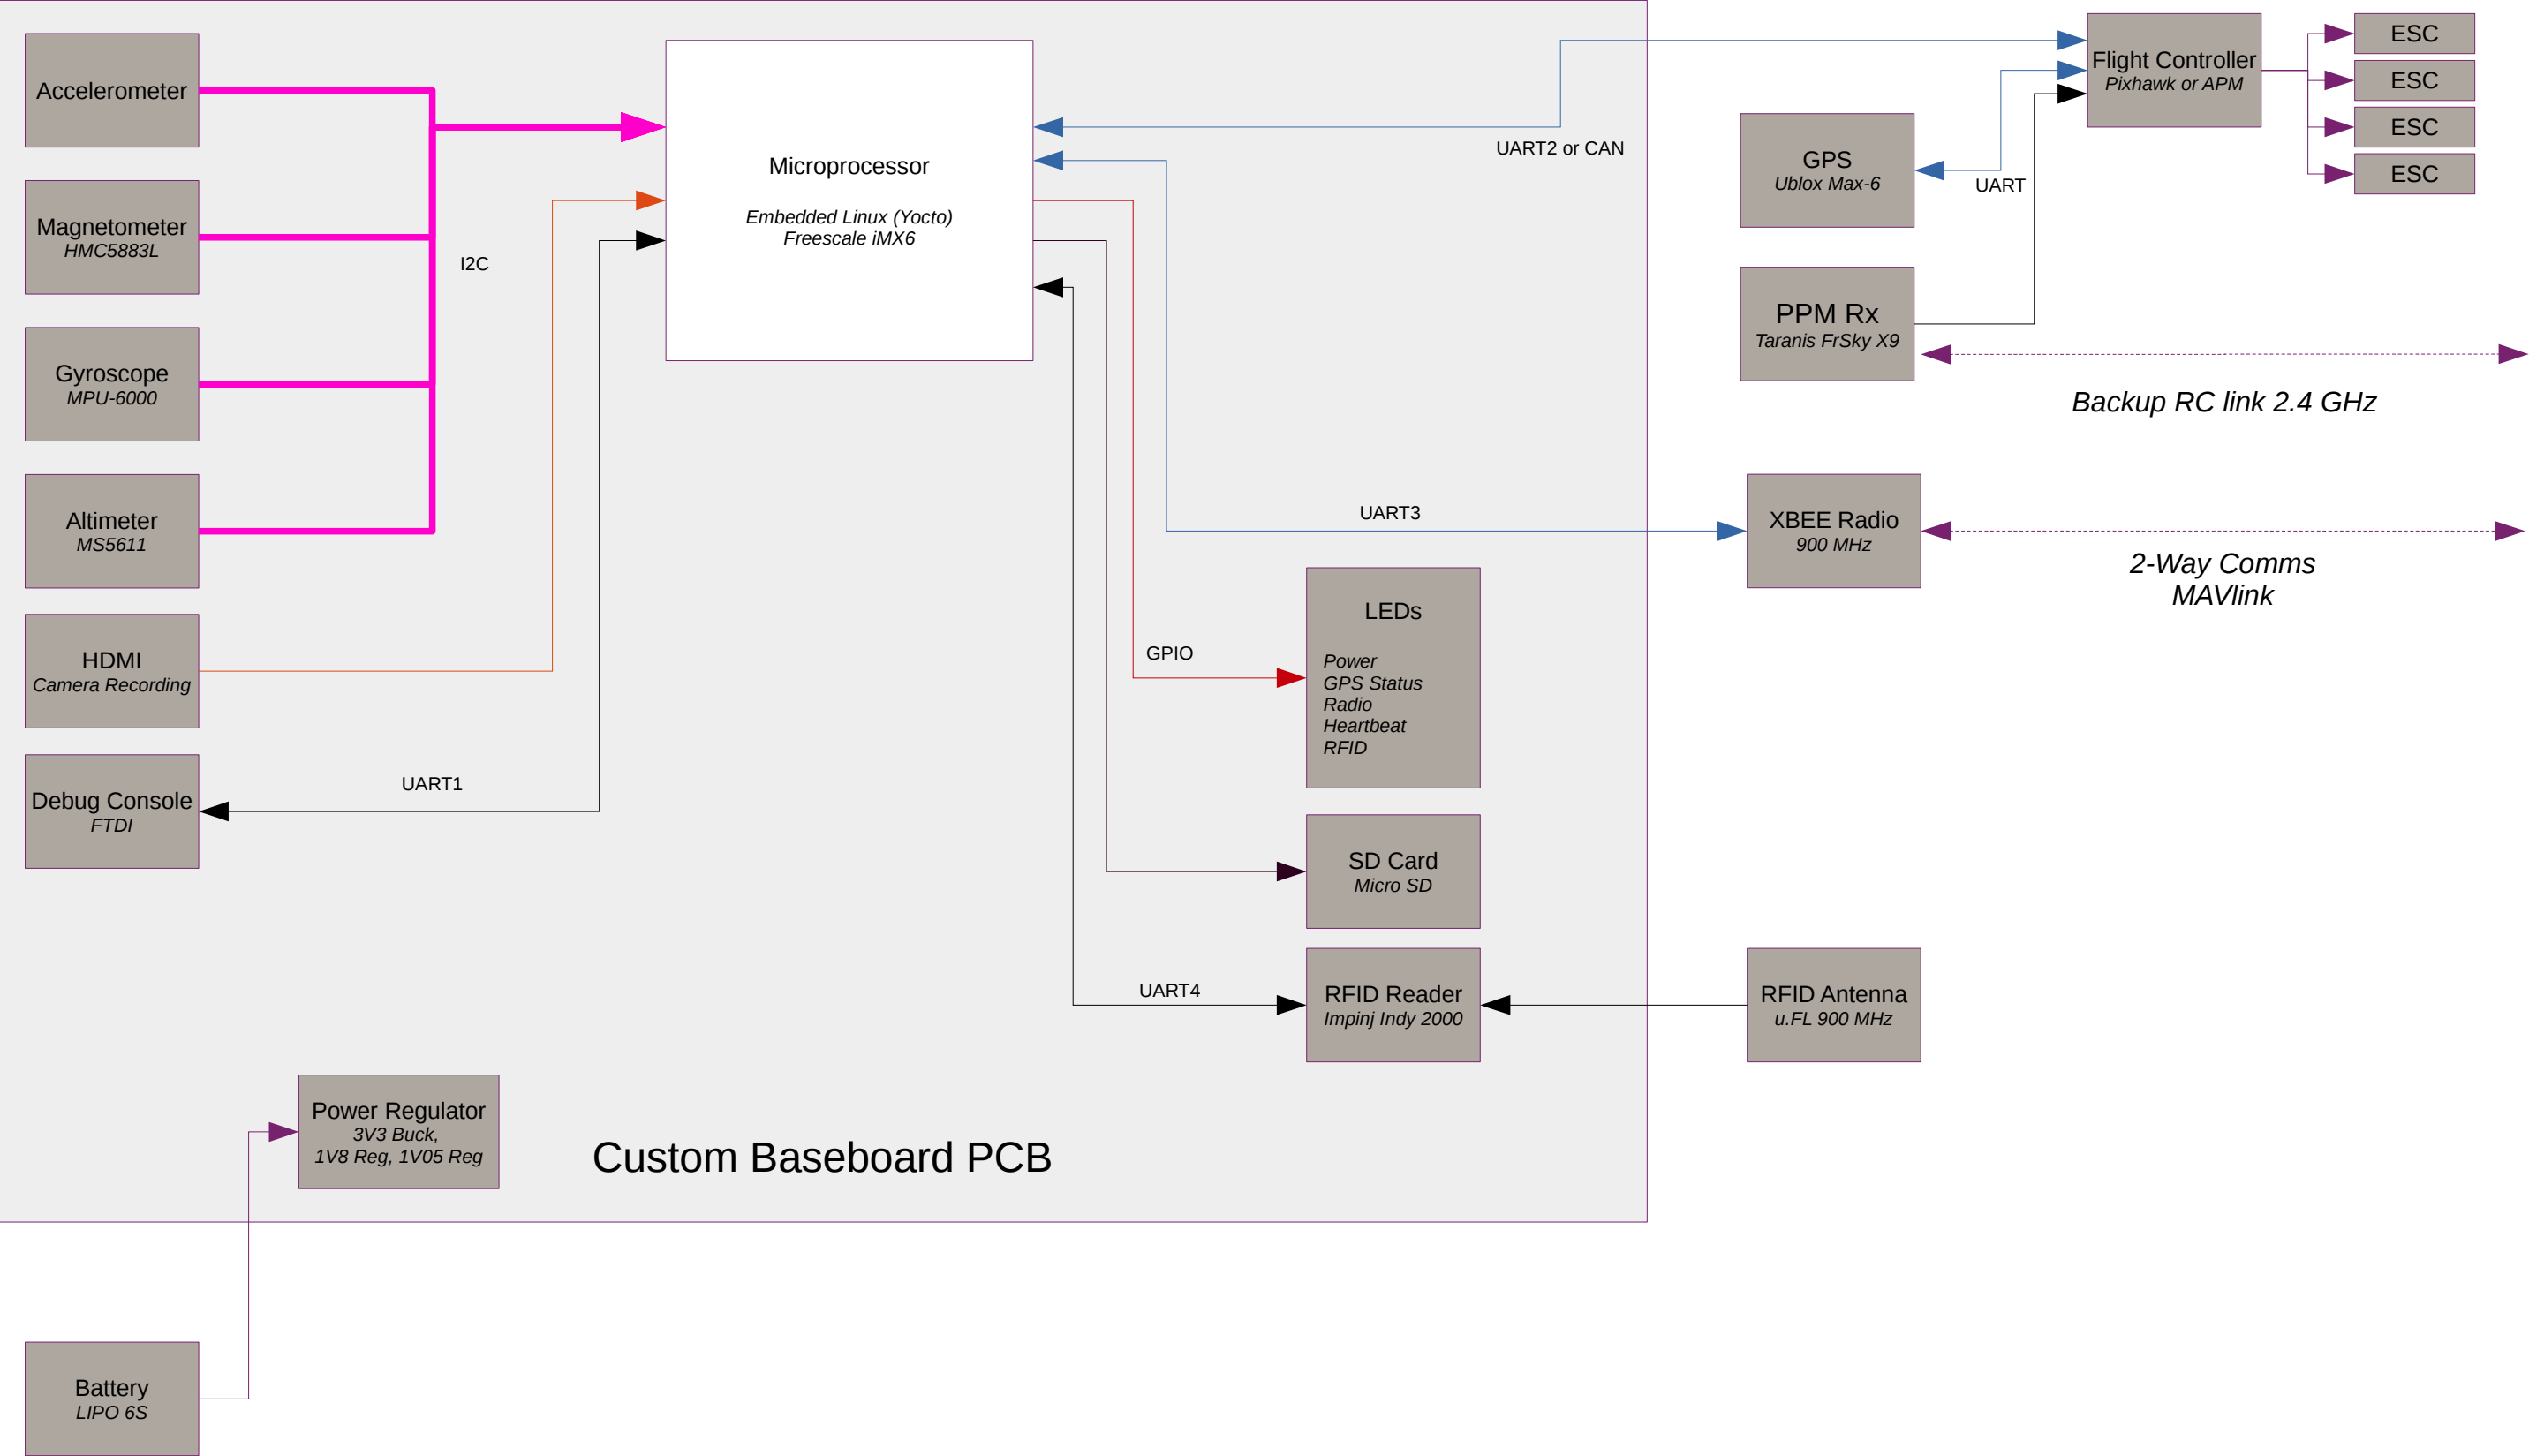 Accelerometer
Magnetometer
HMC5883L
Gyroscope
MPU-6000
Altimeter
MS5611
HDMI
Camera Recording
Debug Console
FTDI
I2C
UART1
Microprocessor
Embedded Linux (Yocto)
Freescale iMX6
UART2 or CAN
UART3
GPIO
UART4
LEDs
Power
GPS Status
Radio
Heartbeat
RFID
SD Card
Micro SD
RFID Reader
Impinj Indy 2000
Power Regulator
3V3 Buck,
1V8 Reg, 1V05 Reg
Custom Baseboard PCB
Battery
LIPO 6S
Flight Controller
Pixhawk or APM
ESC
ESC
ESC
ESC
GPS
Ublox Max-6
UART
PPM Rx
Taranis FrSky X9
Backup RC link 2.4 GHz
XBEE Radio
900 MHz
2-Way Comms
MAVlink
RFID Antenna
u.FL 900 MHz